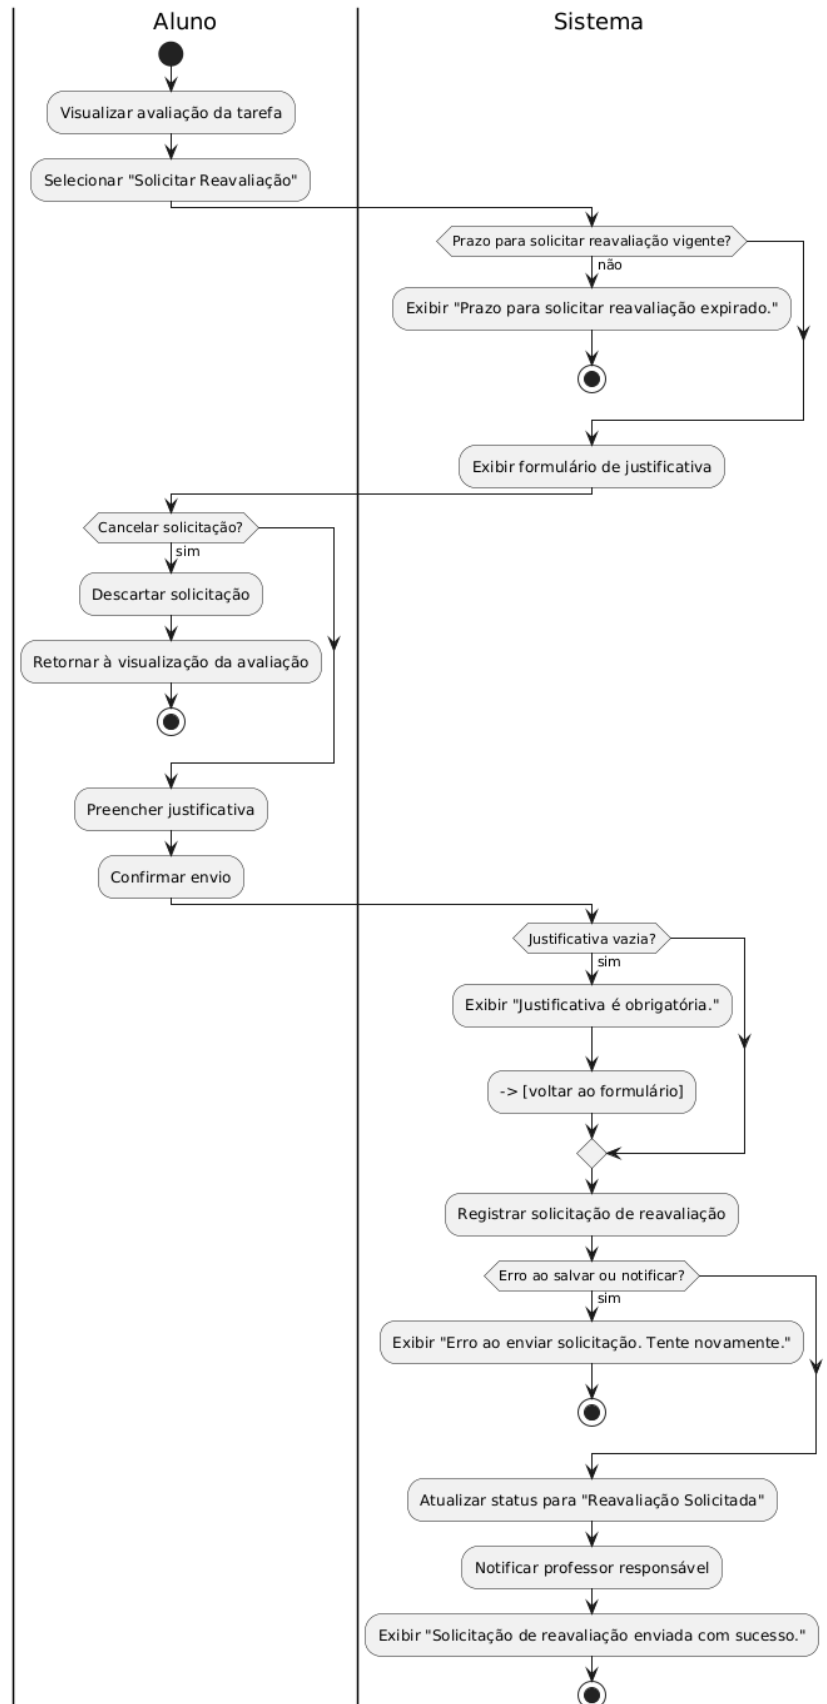 Aluno
Sistema
Visualizar avaliação da tarefa
Selecionar "Solicitar Reavaliação"
Prazo para solicitar reavaliação vigente?
não
Exibir "Prazo para solicitar reavaliação expirado."
Exibir formulário de justificativa
Cancelar solicitação?
sim
Descartar solicitação
Retornar à visualização da avaliação
Preencher justificativa
Confirmar envio
Justificativa vazia?
sim
Exibir "Justificativa é obrigatória."
-> [voltar ao formulário]
Registrar solicitação de reavaliação
Erro ao salvar ou notificar?
sim
Exibir "Erro ao enviar solicitação. Tente novamente."
Atualizar status para "Reavaliação Solicitada"
Notificar professor responsável
Exibir "Solicitação de reavaliação enviada com sucesso."